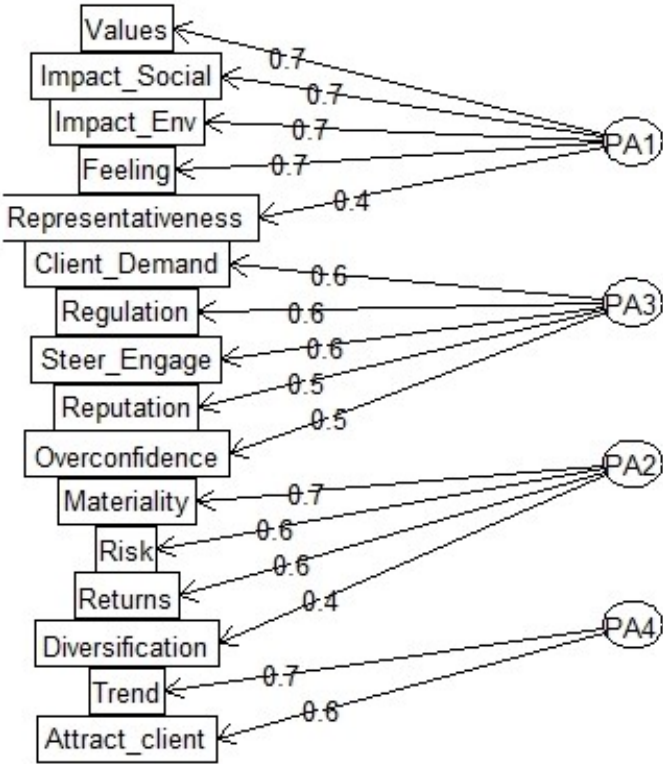 Values
0.7
Impact_Social
0.7
Impact_Env
0.7
PA1
Feeling
0.7
Representativeness
0.4
Client_Demand
0.6
Regulation
0.6
PA3
Steer_Engage
0.6
Reputation
0.5
Overconfidence
0.5
PA2
Materiality
0.7
Risk
0.6
Returns
0.6
0.4
Diversification
PA4
Trend
0.7
0.6
Attract_client